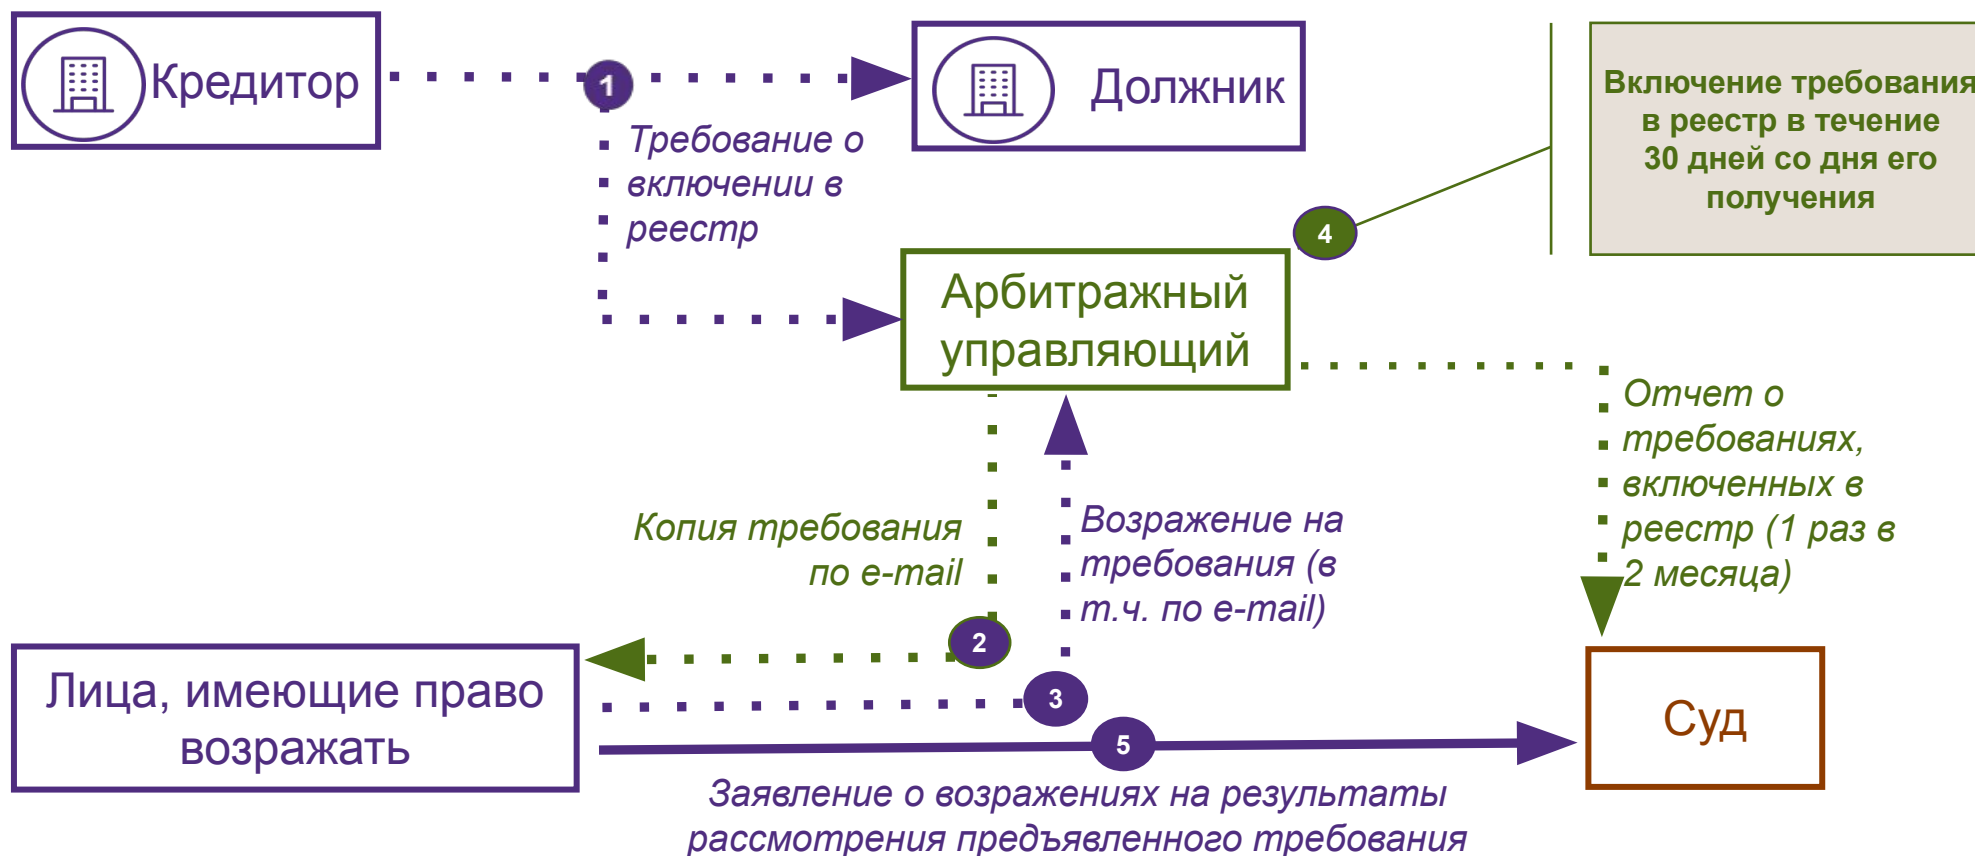 Кредитор
1
Должник
Требование о
включении в
реестр
Включение требования
в реестр в течение
30 дней со дня его
получения
4
Арбитражный
управляющий
Отчет о
требованиях,
включенных в
реестр (1 раз в
2 месяца)
Копия требования
по e-mail
Возражение на
требования (в
т.ч. по e-mail)
2
Лица, имеющие право
возражать
3
5
Суд
Заявление о возражениях на результаты
рассмотрения предъявленного требования